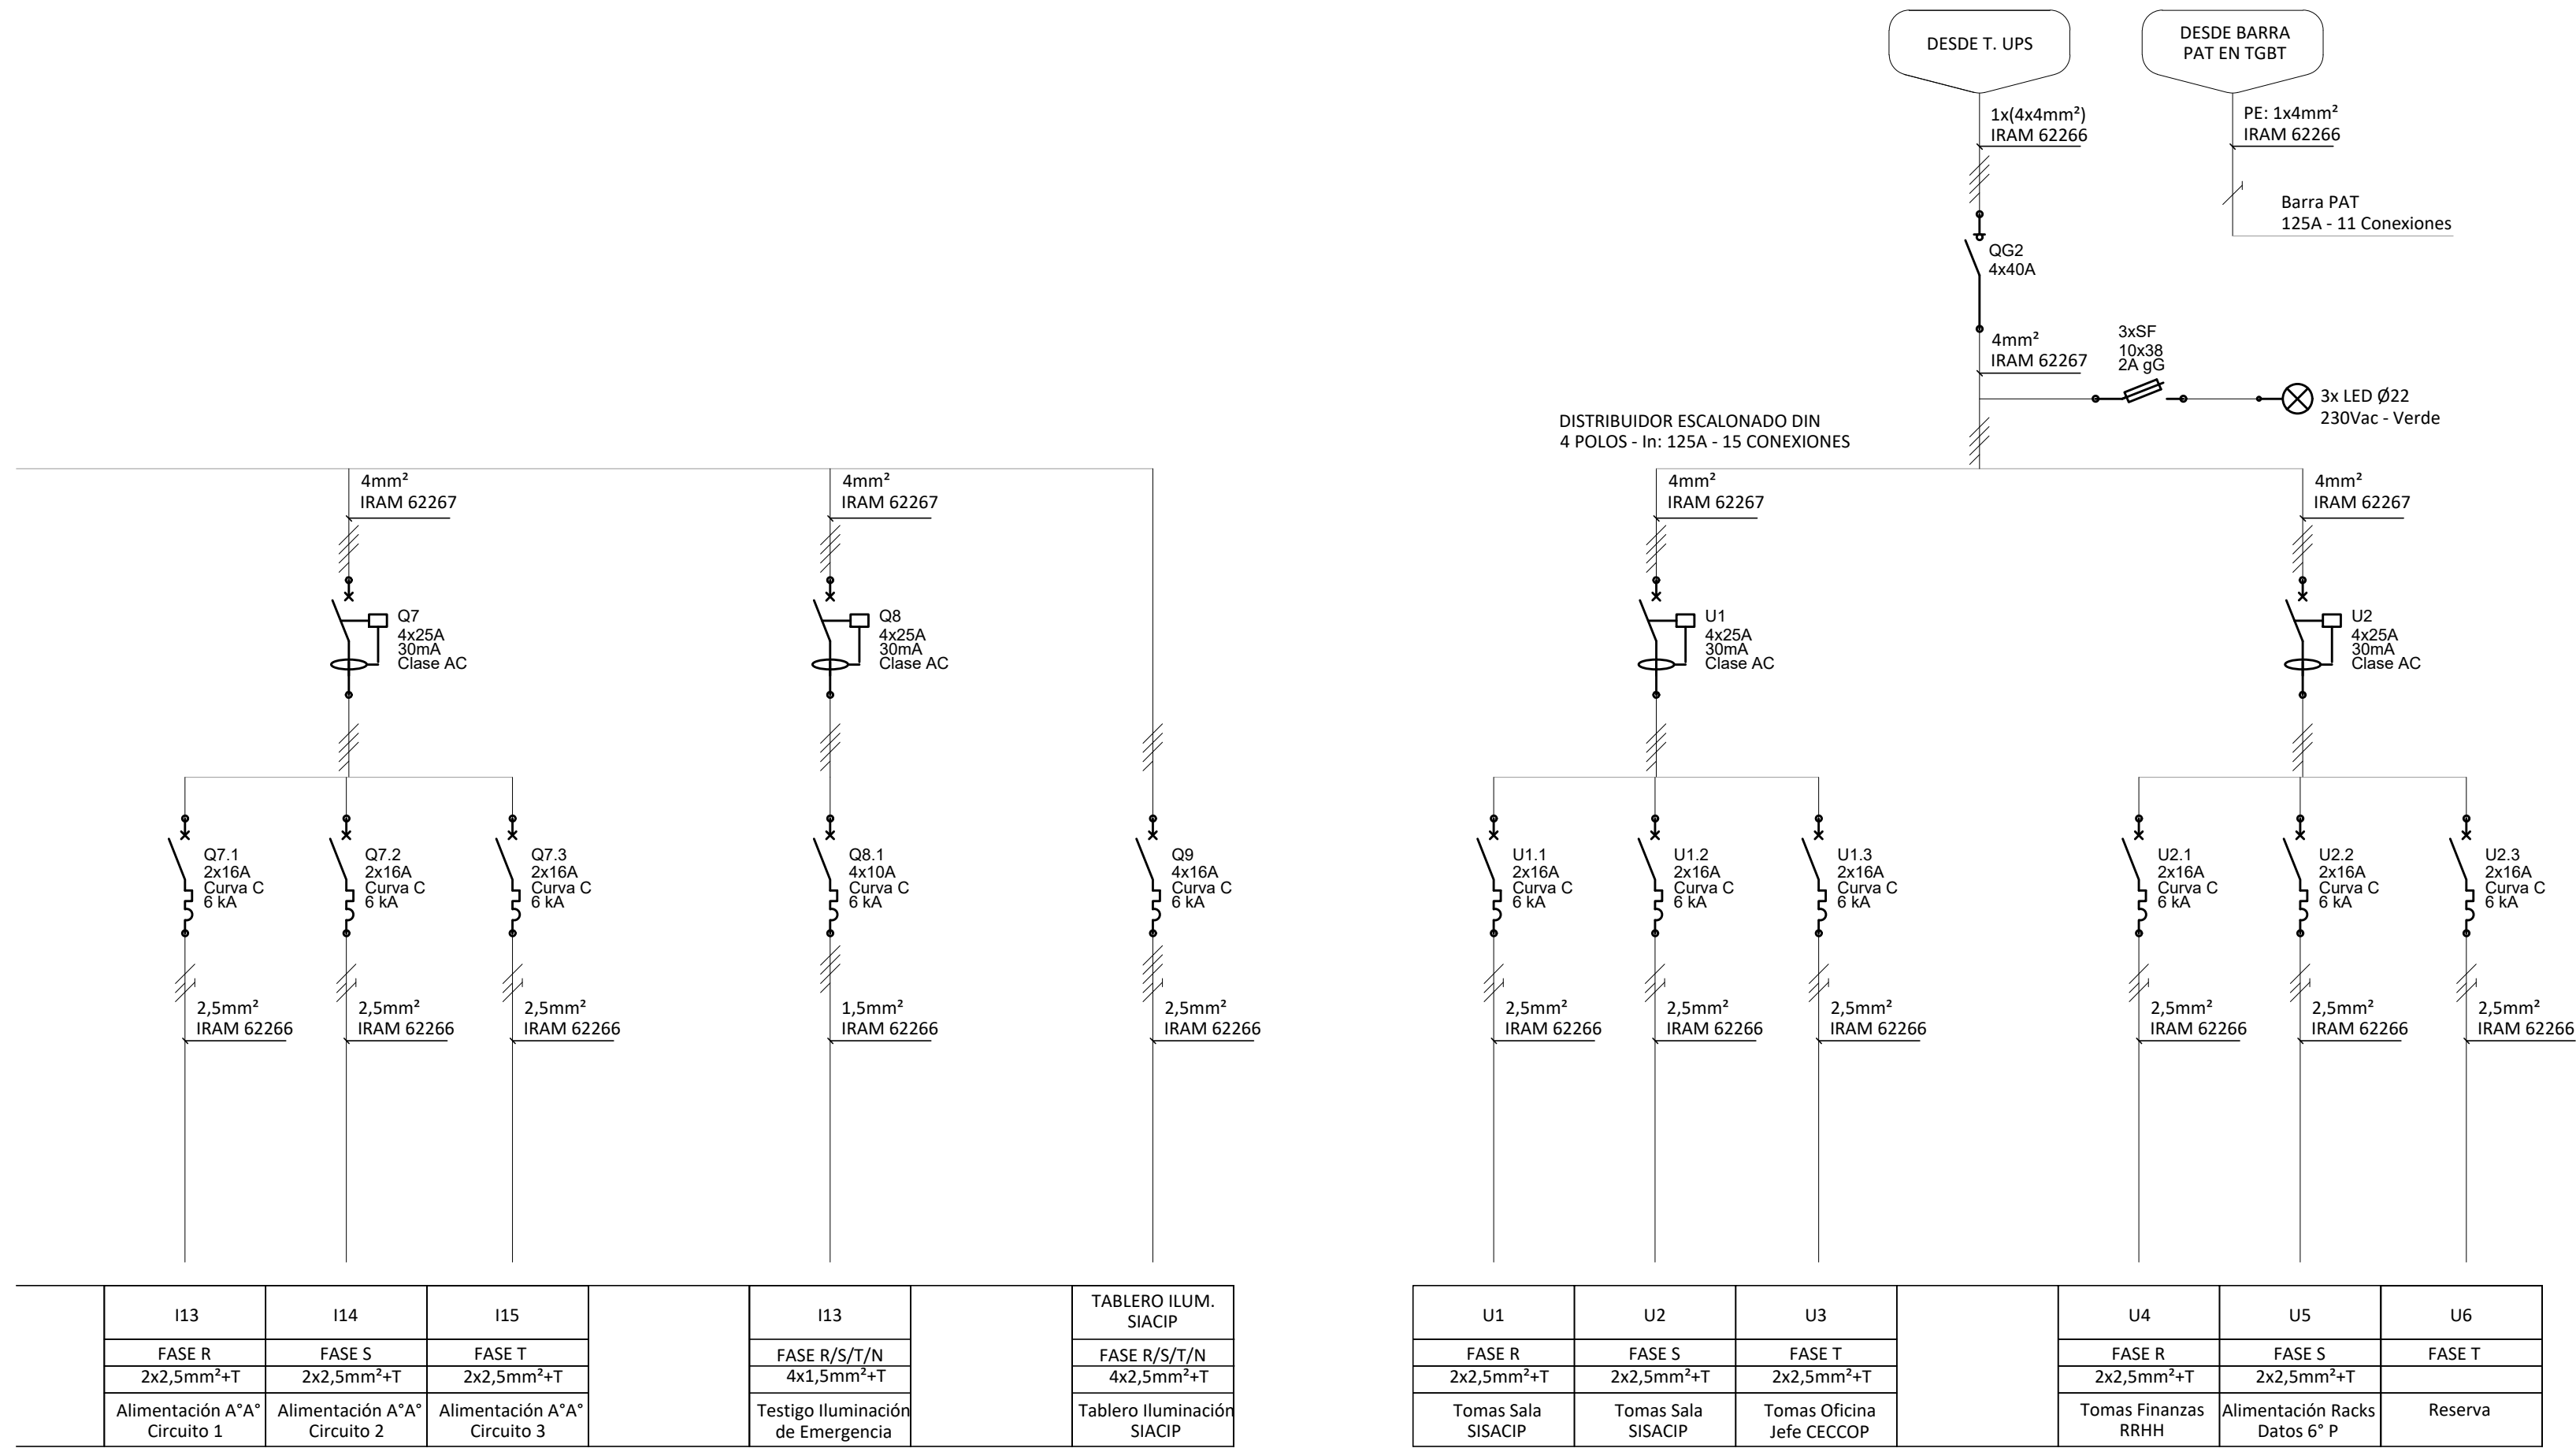 DESDE T. UPS
DESDE BARRA
PAT EN TGBT
1x(4x4mm²)
IRAM 62266
PE: 1x4mm²
IRAM 62266
Barra PAT
125A - 11 Conexiones
QG2
4x40A
4mm²
IRAM 62267
3xSF
10x38
2A gG
3x LED Ø22
230Vac - Verde
DISTRIBUIDOR ESCALONADO DIN
4 POLOS - In: 125A - 15 CONEXIONES
4mm²
IRAM 62267
4mm²
IRAM 62267
4mm²
IRAM 62267
4mm²
IRAM 62267
Q7
4x25A
30mA
Clase AC
Q8
4x25A
30mA
Clase AC
U1
4x25A
30mA
Clase AC
U2
4x25A
30mA
Clase AC
Q7.1
2x16A
Curva C
6 kA
Q7.2
2x16A
Curva C
6 kA
Q7.3
2x16A
Curva C
6 kA
Q8.1
4x10A
Curva C
6 kA
Q9
4x16A
Curva C
6 kA
U1.1
2x16A
Curva C
6 kA
U1.2
2x16A
Curva C
6 kA
U1.3
2x16A
Curva C
6 kA
U2.1
2x16A
Curva C
6 kA
U2.2
2x16A
Curva C
6 kA
U2.3
2x16A
Curva C
6 kA
2,5mm²
IRAM 62266
2,5mm²
IRAM 62266
2,5mm²
IRAM 62266
1,5mm²
IRAM 62266
2,5mm²
IRAM 62266
2,5mm²
IRAM 62266
2,5mm²
IRAM 62266
2,5mm²
IRAM 62266
2,5mm²
IRAM 62266
2,5mm²
IRAM 62266
2,5mm²
IRAM 62266
I13
FASE R
2x2,5mm²+T
Alimentación A°A°
Circuito 1
I14
FASE S
2x2,5mm²+T
Alimentación A°A°
Circuito 2
I15
FASE T
2x2,5mm²+T
Alimentación A°A°
Circuito 3
I13
FASE R/S/T/N
4x1,5mm²+T
Testigo Iluminación
de Emergencia
TABLERO ILUM.
SIACIP
FASE R/S/T/N
4x2,5mm²+T
Tablero Iluminación
SIACIP
U1
FASE R
2x2,5mm²+T
Tomas Sala
SISACIP
U2
FASE S
2x2,5mm²+T
Tomas Sala
SISACIP
U3
FASE T
2x2,5mm²+T
Tomas Oficina
Jefe CECCOP
U4
FASE R
2x2,5mm²+T
Tomas Finanzas
RRHH
U5
FASE S
2x2,5mm²+T
Alimentación Racks
Datos 6° P
U6
FASE T
Reserva